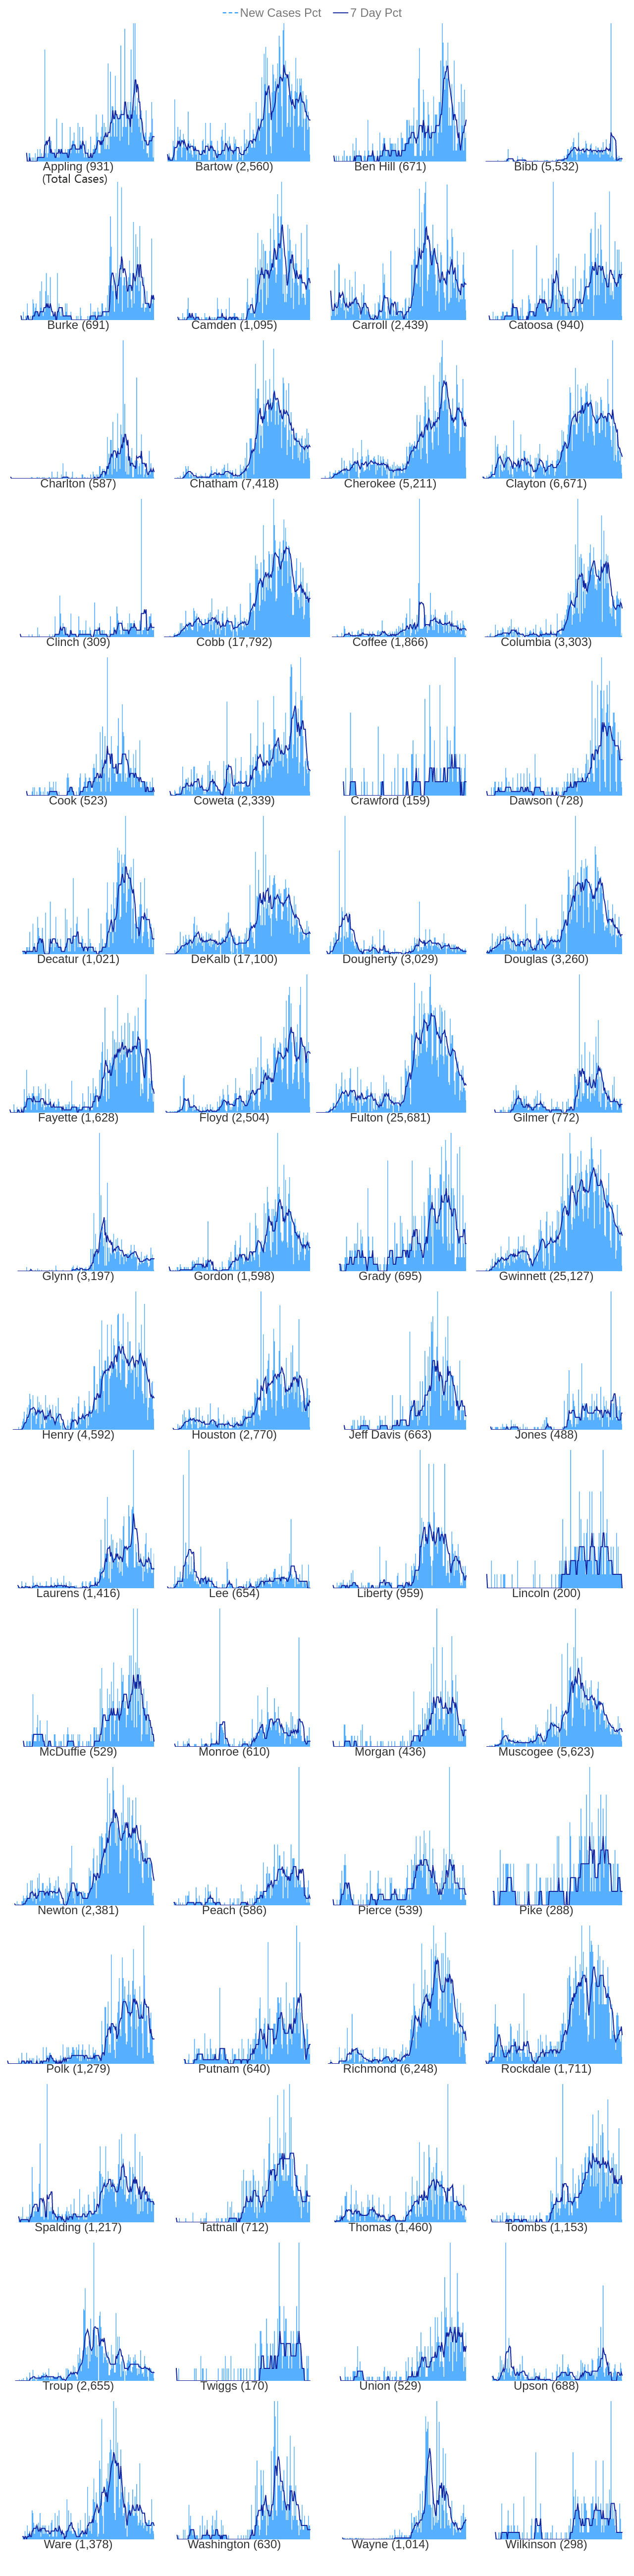 New Cases Pct 7 Day Pct
Appling (931) Bartow (2,560) Ben Hill (671) Bibb (5,532)
(Total Cases)
Burke (691) Camden (1,095) Carroll (2,439) Catoosa (940)
Charlton (587) Chatham (7,418) Cherokee (5,211) Clayton (6,671)
Clinch (309) Cobb (17,792) Coffee (1,866) Columbia (3,303)
Cook (523) Coweta (2,339) Crawford (159) Dawson (728)
Decatur (1,021) DeKalb (17,100) Dougherty (3,029) Douglas (3,260)
Fayette (1,628) Floyd (2,504) Fulton (25,681) Gilmer (772)
Glynn (3,197) Gordon (1,598) Grady (695) Gwinnett (25,127)
Henry (4,592) Houston (2,770) Jeff Davis (663) Jones (488)
Laurens (1,416) Lee (654) Liberty (959) Lincoln (200)
McDuffie (529) Monroe (610) Morgan (436) Muscogee (5,623)
Newton (2,381) Peach (586) Pierce (539) Pike (288)
Polk (1,279) Putnam (640) Richmond (6,248) Rockdale (1,711)
Spalding (1,217) Tattnall (712) Thomas (1,460) Toombs (1,153)
Troup (2,655) Twiggs (170) Union (529) Upson (688)
Ware (1,378) Washington (630) Wayne (1,014) Wilkinson (298)